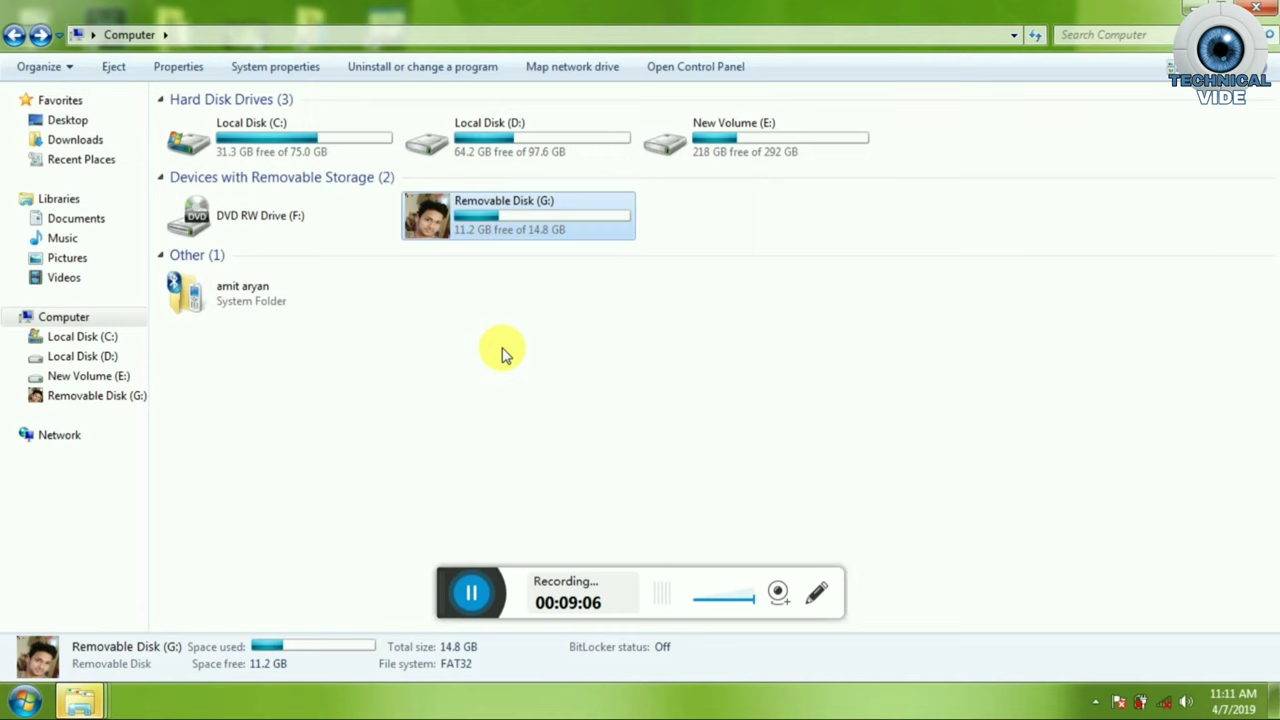 Computer
Search Computer
TECHNICAL
VIDE
Organize
Eject
Properties
System properties
Uninstall or change a program
Map network drive
Open Control Panel
Favorites
Desktop
Downloads
Recent Places
Libraries
Documents
Music
Pictures
Videos
Computer
Local Disk (C:)
Local Disk (D:)
New Volume (E:)
Removable Disk (G:)
Network
Hard Disk Drives (3)
Local Disk (C:)
31.3 GB free of 75.0 GB
Local Disk (D:)
64.2 GB free of 97.6 GB
New Volume (E:)
218 GB free of 292 GB
Devices with Removable Storage (2)
DVD
DVD RW Drive (F:)
Removable Disk (G:)
11.2 GB free of 14.8 GB
Other (1)
amit aryan
System Folder
Recording...
00:09:06
Removable Disk (G:) Space used: Total size: 14.8 GB BitLocker status: Off
Removable Disk Space free: 11.2 GB File system: FAT32
11:11 AM
4/7/2019